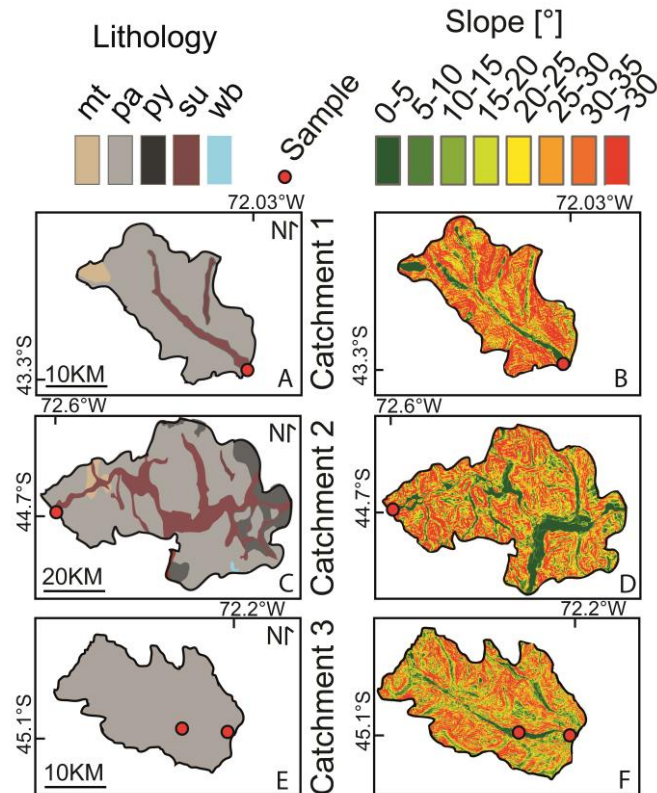 Lithology
Slope [°]
mt
pa
py
su
wb
Sample
0-5
5-10
10-15
15-20
20-25
25-30
30-35
>30
72.03°W
72.03°W
N
43.3°S
10KM
A
Catchment 1
43.3°S
B
72.6°W
72.6°W
N
44.7°S
20KM
C
Catchment 2
44.7°S
D
72.2°W
72.2°W
N
45.1°S
10KM
E
Catchment 3
45.1°S
F